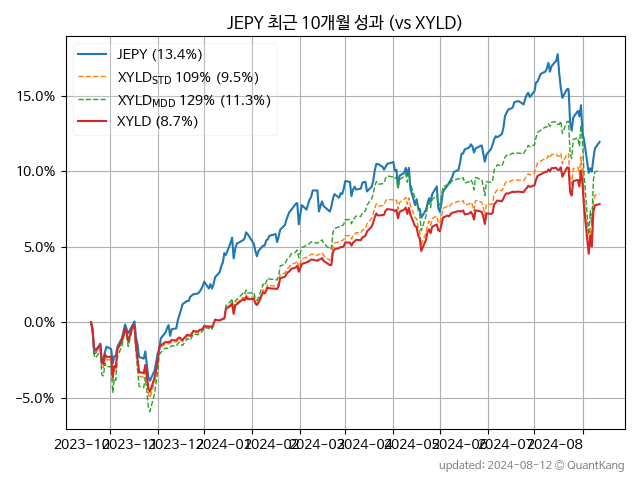 JEPY 최근 10개월 성과 (vs XYLD)
JEPY (13.4%)
XYLD_STD 109% (9.5%)
XYLD_MDD 129% (11.3%)
XYLD (8.7%)
15.0%
10.0%
5.0%
0.0%
−5.0%
2023−10 2023−11 2023−12 2024−01 2024−02 2024−03 2024−04 2024−05 2024−06 2024−07 2024−08
updated: 2024-08-12 © QuantKang